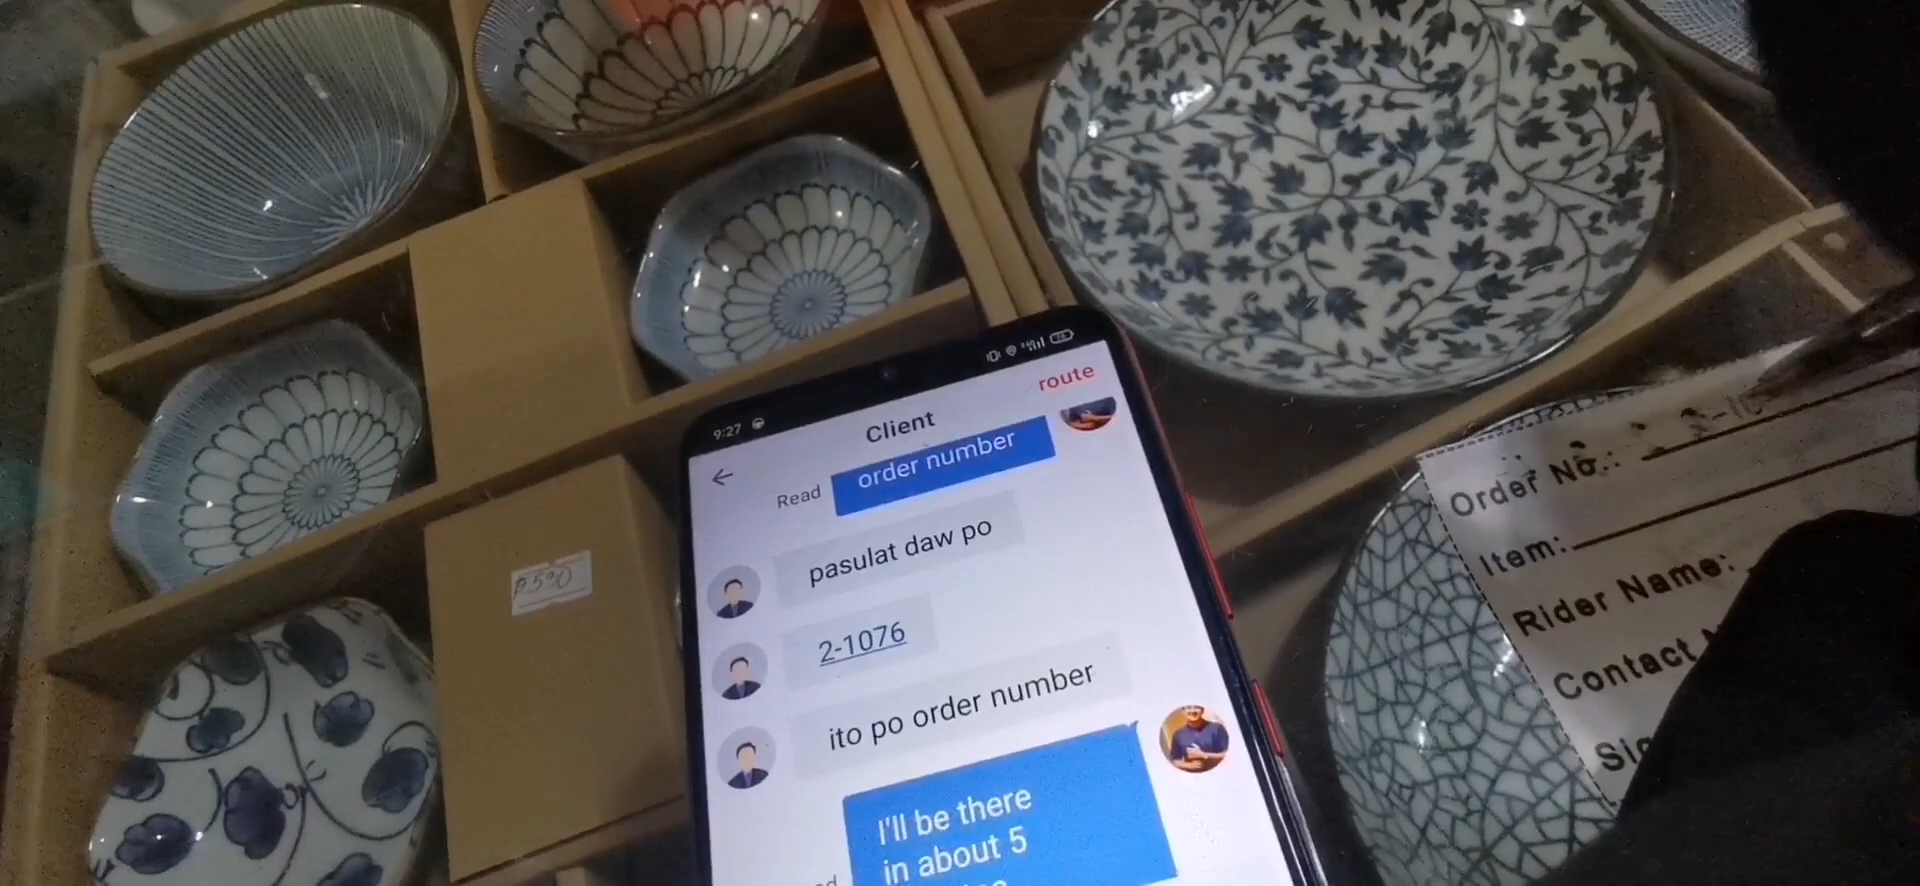 9:27
route
Client
order number
Read
pasulat daw po
2-1076
ito po order number
I'll be there
in about 5
₱590
Order No.:
Item:
Rider Name:
Contact